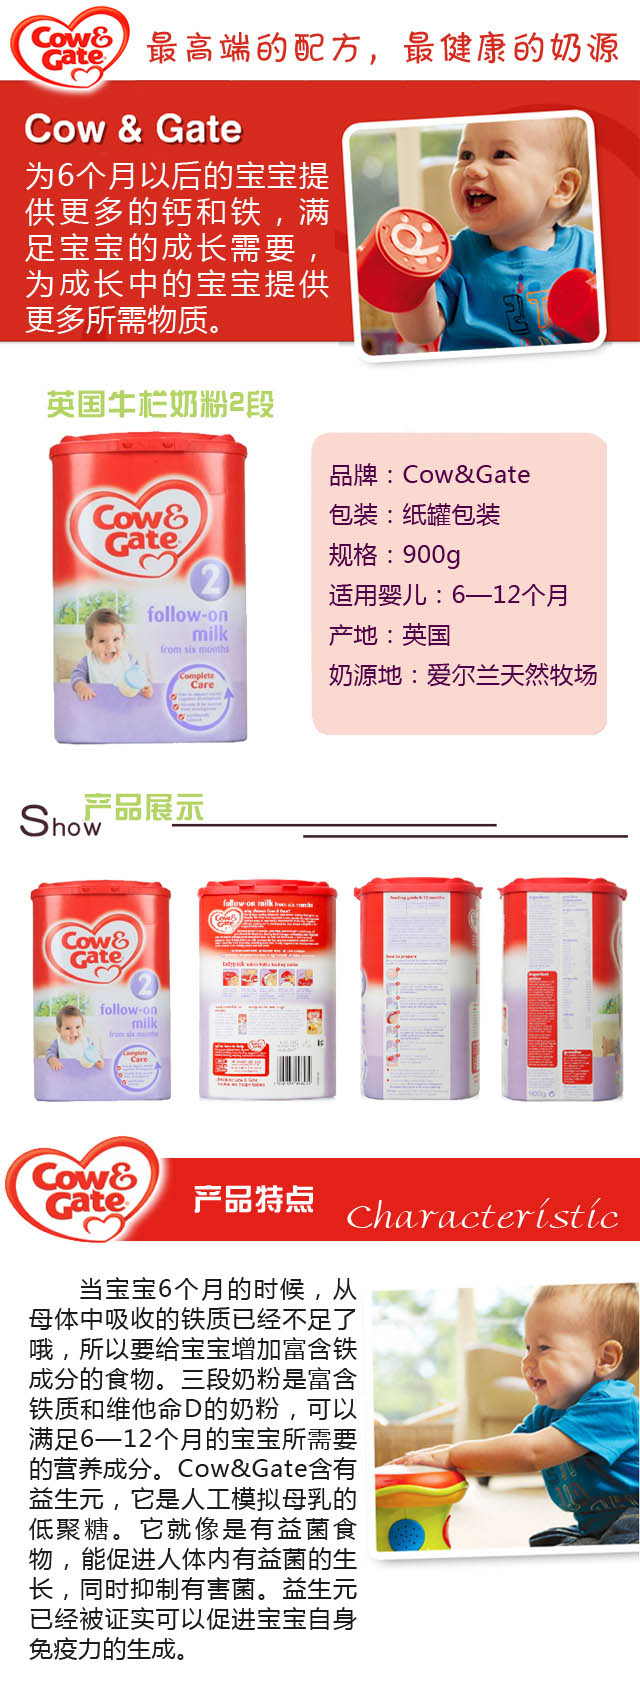 Cow &
Gate
最高端的配方，最健康的奶源
Cow & Gate
为6个月以后的宝宝提
供更多的钙和铁，满
足宝宝的成长需要，
为成长中的宝宝提供
更多所需物质。
英国牛栏奶粉2段
Cow &
Gate
2
follow-on
milk
from six months
Complete
Care
品牌：Cow&Gate
包装：纸罐包装
规格：900g
适用婴儿：6—12个月
产地：英国
奶源地：爱尔兰天然牧场
Show
产品展示
Cow &
Gate
2
follow-on
milk
from six months
Complete
Care
follow-on milk from six months
Cow &
Gate
feeding guide 6-12 months
how to prepare
900g
Cow &
Gate
产品特点
Characteristic
当宝宝6个月的时候，从
母体中吸收的铁质已经不足了
哦，所以要给宝宝增加富含铁
成分的食物。三段奶粉是富含
铁质和维他命D的奶粉，可以
满足6—12个月的宝宝所需要
的营养成分。Cow&Gate含有
益生元，它是人工模拟母乳的
低聚糖。它就像是有益菌食
物，能促进人体内有益菌的生
长，同时抑制有害菌。益生元
已经被证实可以促进宝宝自身
免疫力的生成。